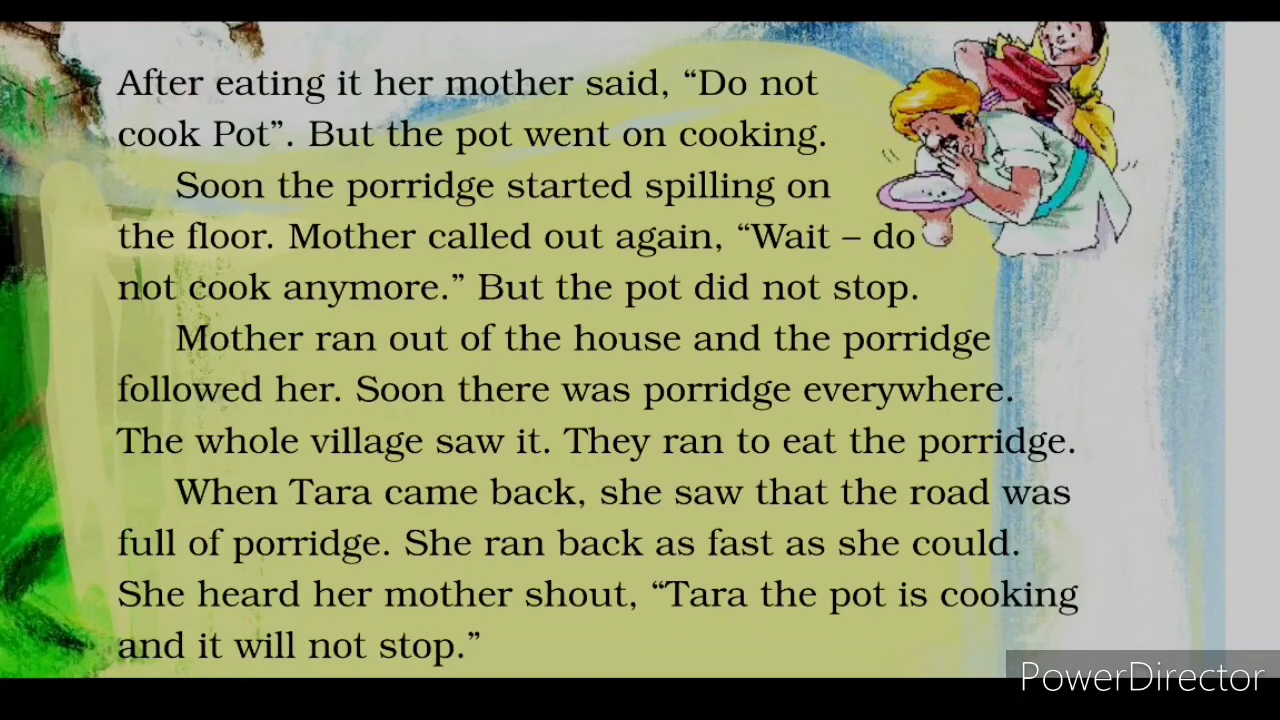 After eating it her mother said, “Do not
cook Pot”. But the pot went on cooking.
Soon the porridge started spilling on
the floor. Mother called out again, “Wait – do
not cook anymore.” But the pot did not stop.
Mother ran out of the house and the porridge
followed her. Soon there was porridge everywhere.
The whole village saw it. They ran to eat the porridge.
When Tara came back, she saw that the road was
full of porridge. She ran back as fast as she could.
She heard her mother shout, “Tara the pot is cooking
and it will not stop.”
PowerDirector